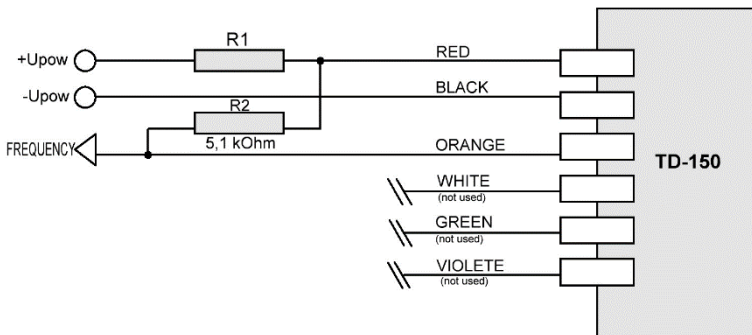 R1
+Upow
RED
-Upow
BLACK
R2
5,1 kOhm
FREQUENCY
ORANGE
TD-150
WHITE
(not used)
GREEN
(not used)
VIOLETE
(not used)